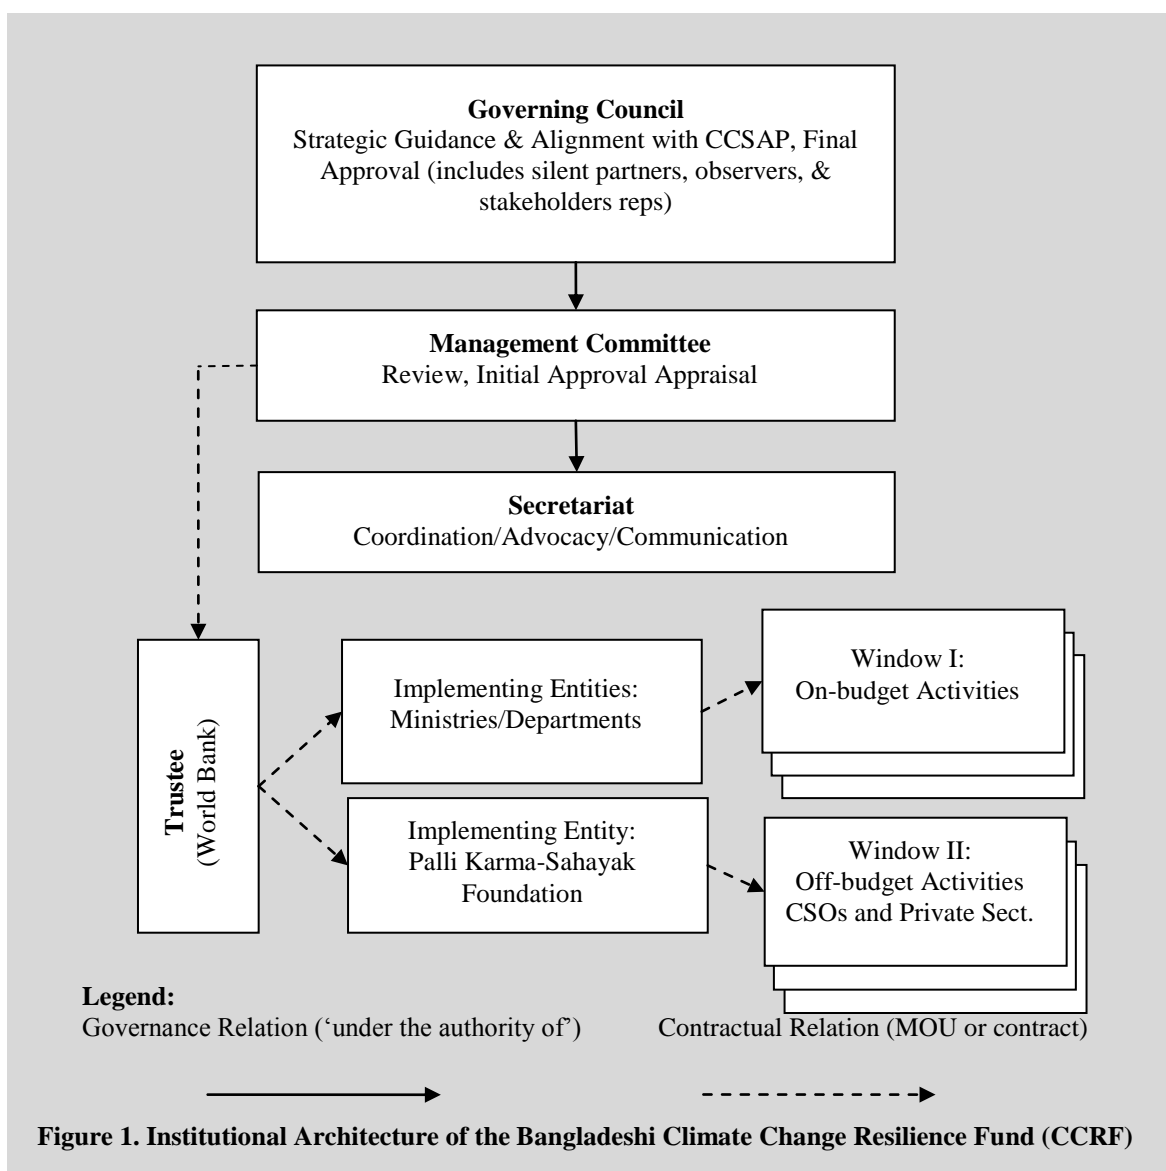 Governing Council
Strategic Guidance & Alignment with CCSAP, Final
Approval (includes silent partners, observers, &
stakeholders reps)
Management Committee
Review, Initial Approval Appraisal
Secretariat
Coordination/Advocacy/Communication
Trustee
(World Bank)
Implementing Entities:
Ministries/Departments
Window I:
On-budget Activities
Implementing Entity:
Palli Karma-Sahayak
Foundation
Window II:
Off-budget Activities
CSOs and Private Sect.
Legend:
Governance Relation (‘under the authority of’)
Contractual Relation (MOU or contract)
Figure 1. Institutional Architecture of the Bangladeshi Climate Change Resilience Fund (CCRF)